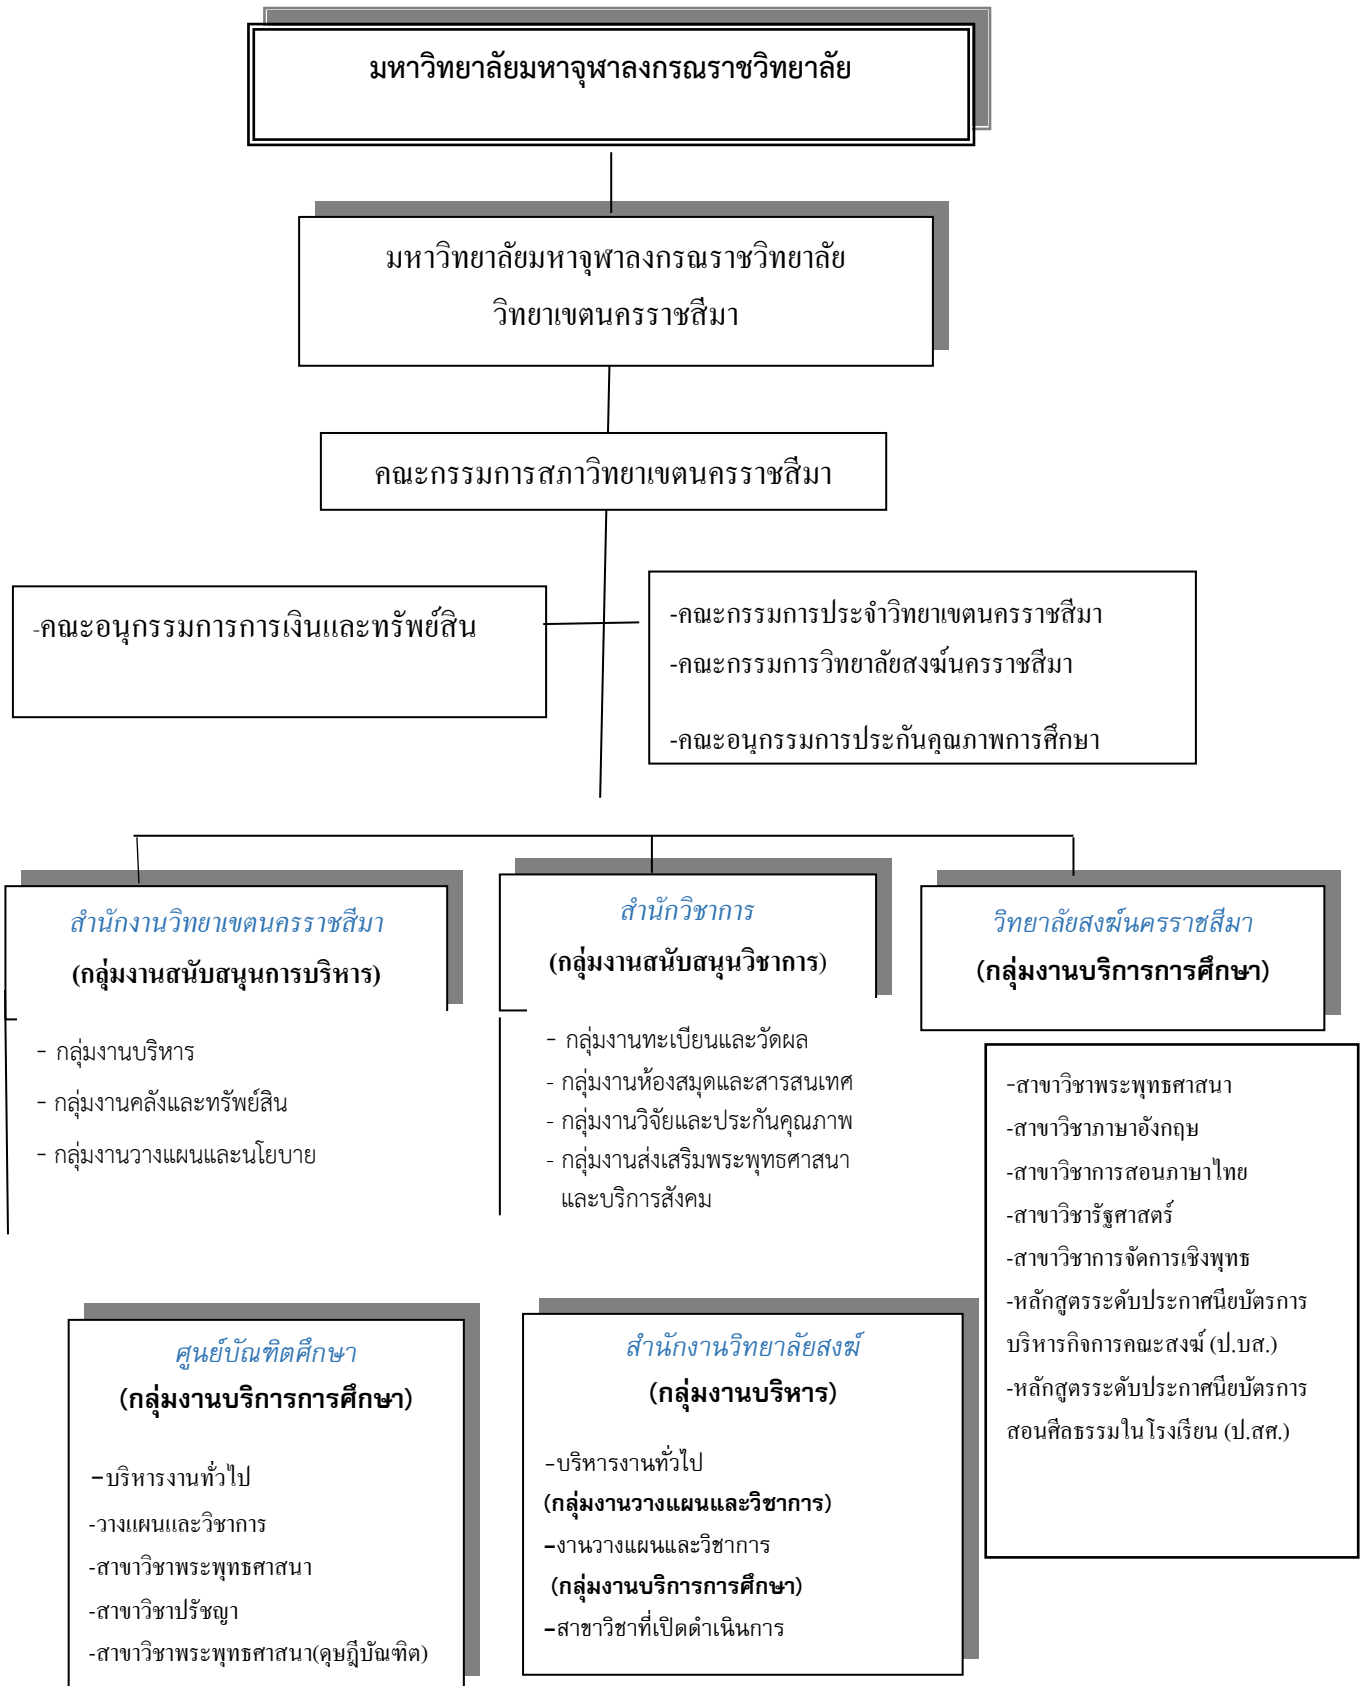 มหาวิทยาลัยมหาจุฬาลงกรณราชวิทยาลัย
มหาวิทยาลัยมหาจุฬาลงกรณราชวิทยาลัย
วิทยาเขตนครราชสีมา
คณะกรรมการสภาวิทยาเขตนครราชสีมา
-คณะอนุกรรมการการเงินและทรัพย์สิน
-คณะกรรมการประจำวิทยาเขตนครราชสีมา
-คณะกรรมการวิทยาลัยสงฆ์นครราชสีมา
-คณะอนุกรรมการประกันคุณภาพการศึกษา
สำนักงานวิทยาเขตนครราชสีมา
(กลุ่มงานสนับสนุนการบริหาร)
- กลุ่มงานบริหาร
- กลุ่มงานคลังและทรัพย์สิน
- กลุ่มงานวางแผนและนโยบาย
สำนักวิชาการ
(กลุ่มงานสนับสนุนวิชาการ)
- กลุ่มงานทะเบียนและวัดผล
- กลุ่มงานห้องสมุดและสารสนเทศ
- กลุ่มงานวิจัยและประกันคุณภาพ
- กลุ่มงานส่งเสริมพระพุทธศาสนา
และบริการสังคม
วิทยาลัยสงฆ์นครราชสีมา
(กลุ่มงานบริการการศึกษา)
-สาขาวิชาพระพุทธศาสนา
-สาขาวิชาภาษาอังกฤษ
-สาขาวิชาการสอนภาษาไทย
-สาขาวิชารัฐศาสตร์
-สาขาวิชาการจัดการเชิงพุทธ
-หลักสูตรระดับประกาศนียบัตรการ
บริหารกิจการคณะสงฆ์ (ป.บส.)
-หลักสูตรระดับประกาศนียบัตรการ
สอนศีลธรรมในโรงเรียน (ป.สศ.)
ศูนย์บัณฑิตศึกษา
(กลุ่มงานบริการการศึกษา)
-บริหารงานทั่วไป
-วางแผนและวิชาการ
-สาขาวิชาพระพุทธศาสนา
-สาขาวิชาปรัชญา
-สาขาวิชาพระพุทธศาสนา(ดุษฎีบัณฑิต)
สำนักงานวิทยาลัยสงฆ์
(กลุ่มงานบริหาร)
-บริหารงานทั่วไป
(กลุ่มงานวางแผนและวิชาการ)
-งานวางแผนและวิชาการ
(กลุ่มงานบริการการศึกษา)
-สาขาวิชาที่เปิดดำเนินการ